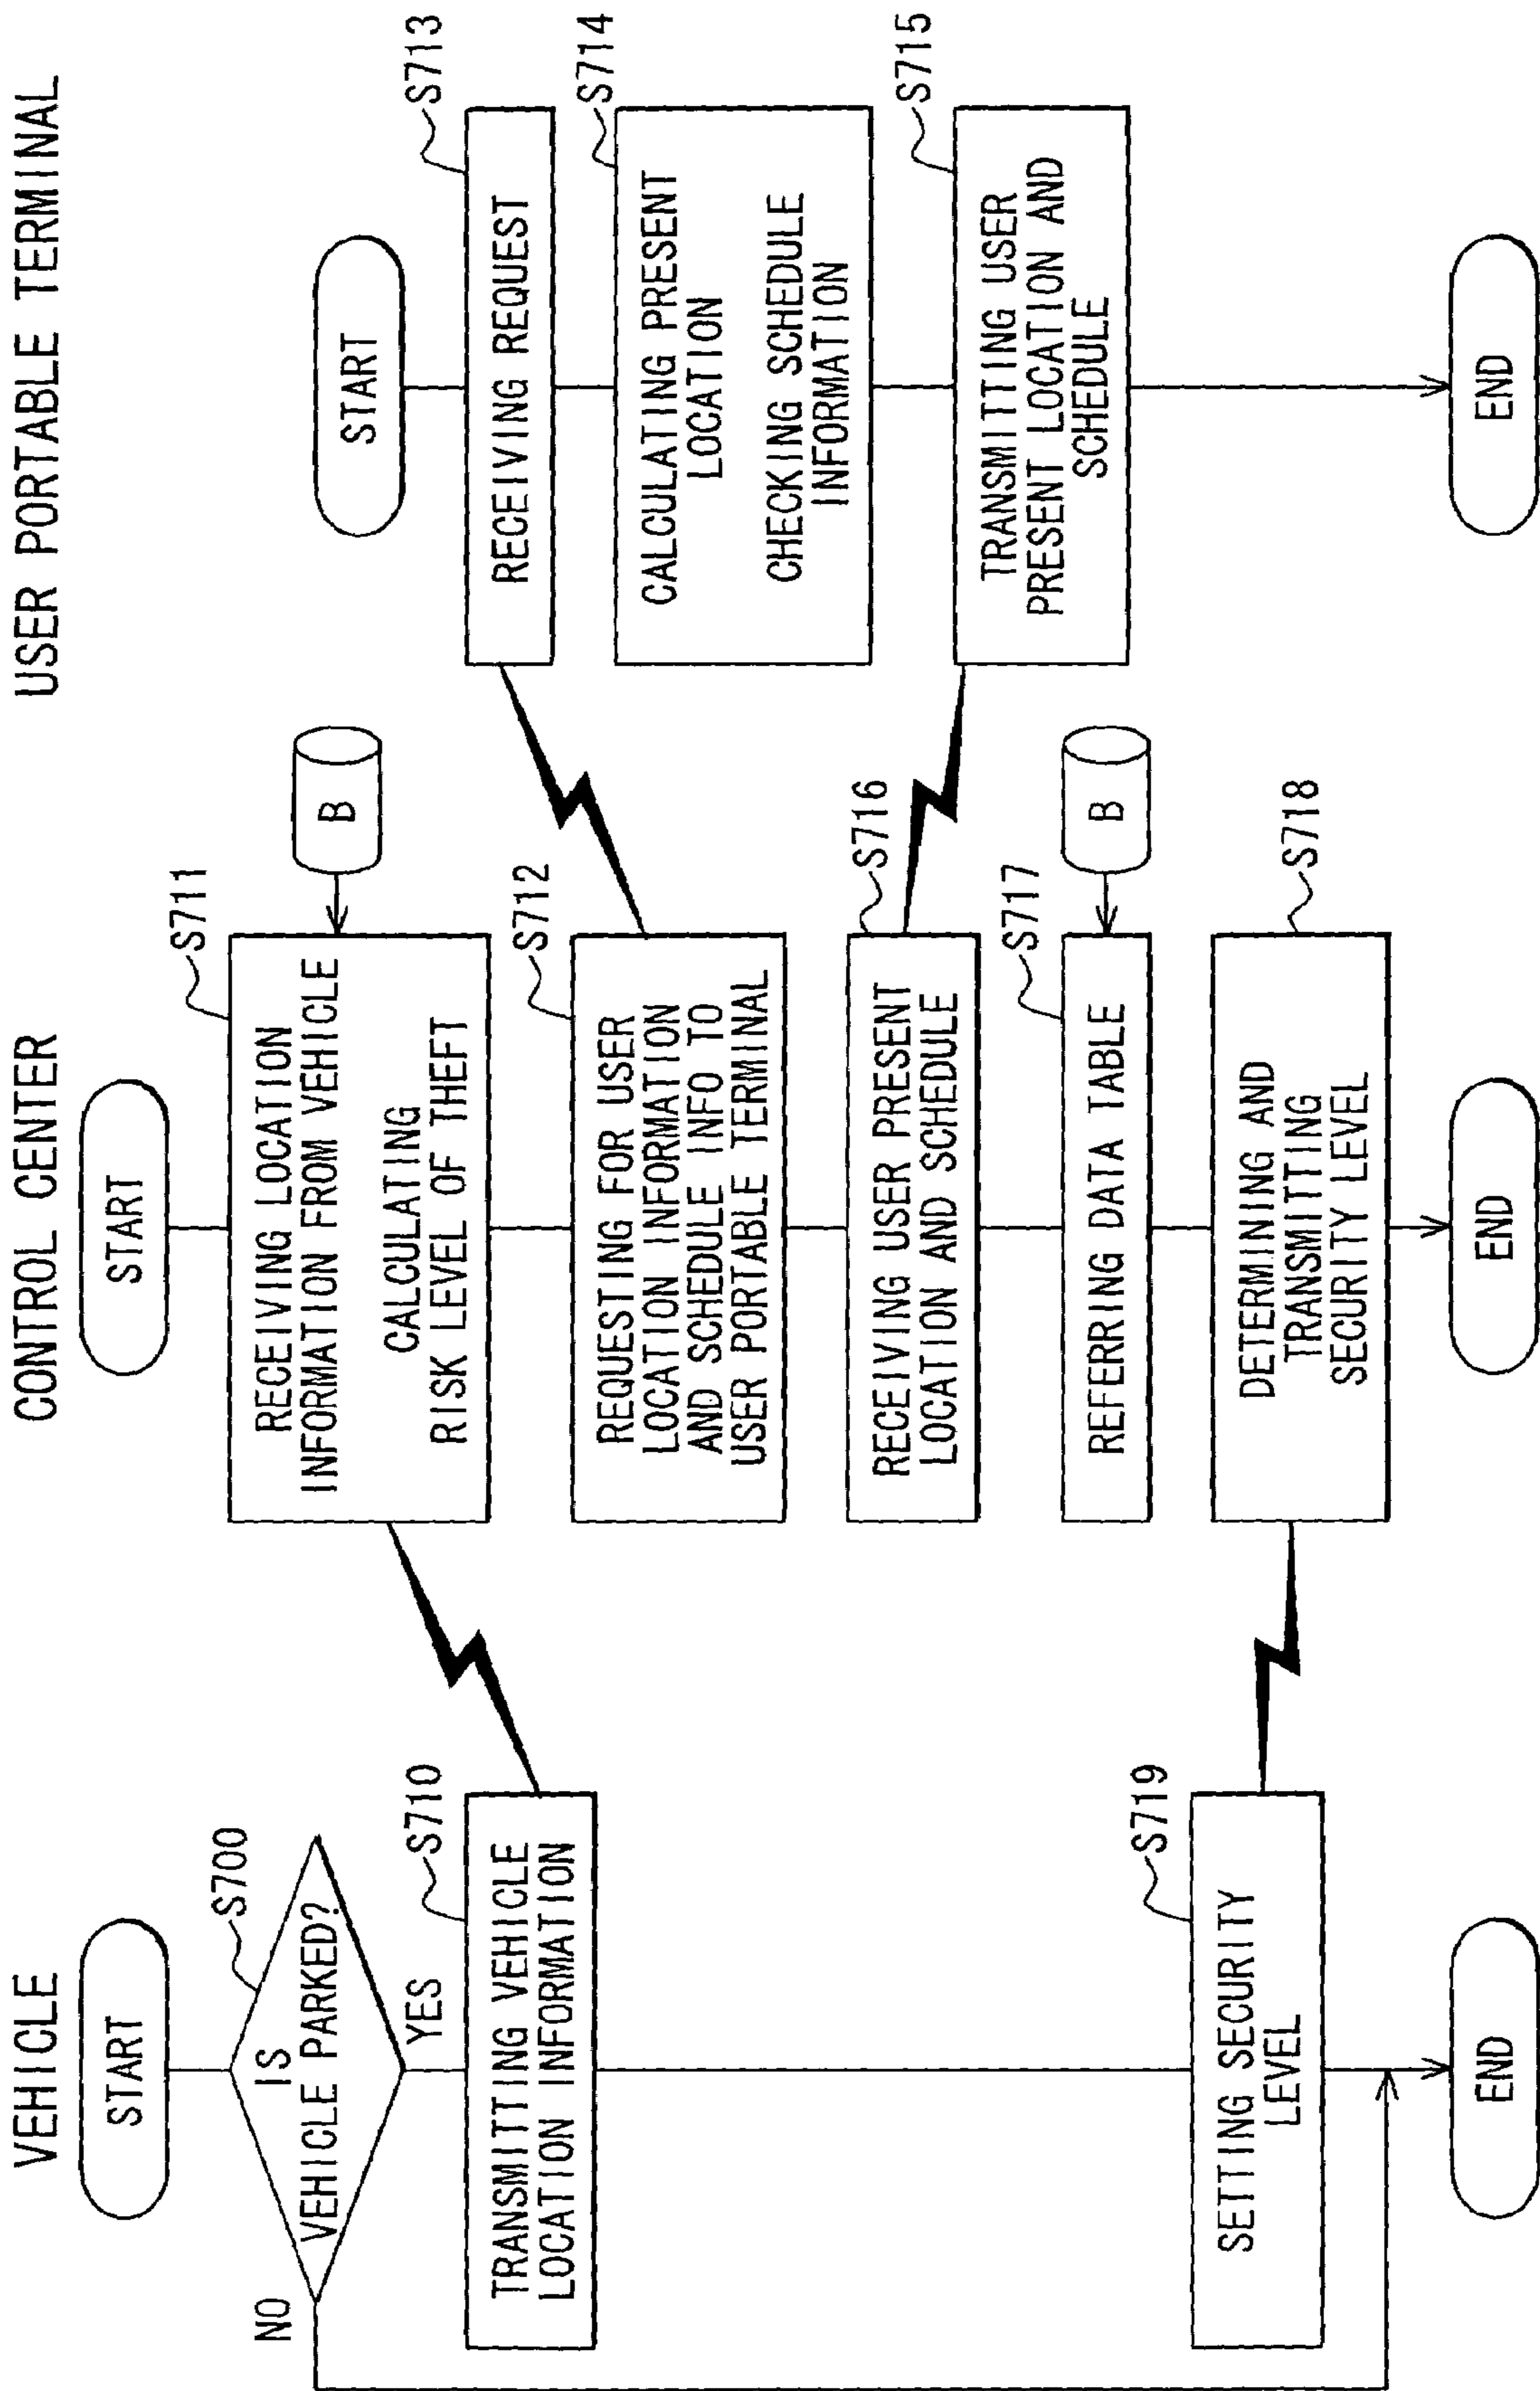 VEHICLE
START
S700
IS
VEHICLE PARKED?
NO
YES
S710
TRANSMITTING VEHICLE
LOCATION INFORMATION
S719
SETTING SECURITY
LEVEL
END
CONTROL CENTER
START
S711
RECEIVING LOCATION
INFORMATION FROM VEHICLE
CALCULATING
RISK LEVEL OF THEFT
B
S712
REQUESTING FOR USER
LOCATION INFORMATION
AND SCHEDULE INFO TO
USER PORTABLE TERMINAL
S716
RECEIVING USER PRESENT
LOCATION AND SCHEDULE
S717
REFERRING DATA TABLE
B
S718
DETERMINING AND
TRANSMITTING
SECURITY LEVEL
END
USER PORTABLE TERMINAL
START
S713
RECEIVING REQUEST
S714
CALCULATING PRESENT
LOCATION
CHECKING SCHEDULE
INFORMATION
S715
TRANSMITTING USER
PRESENT LOCATION AND
SCHEDULE
END